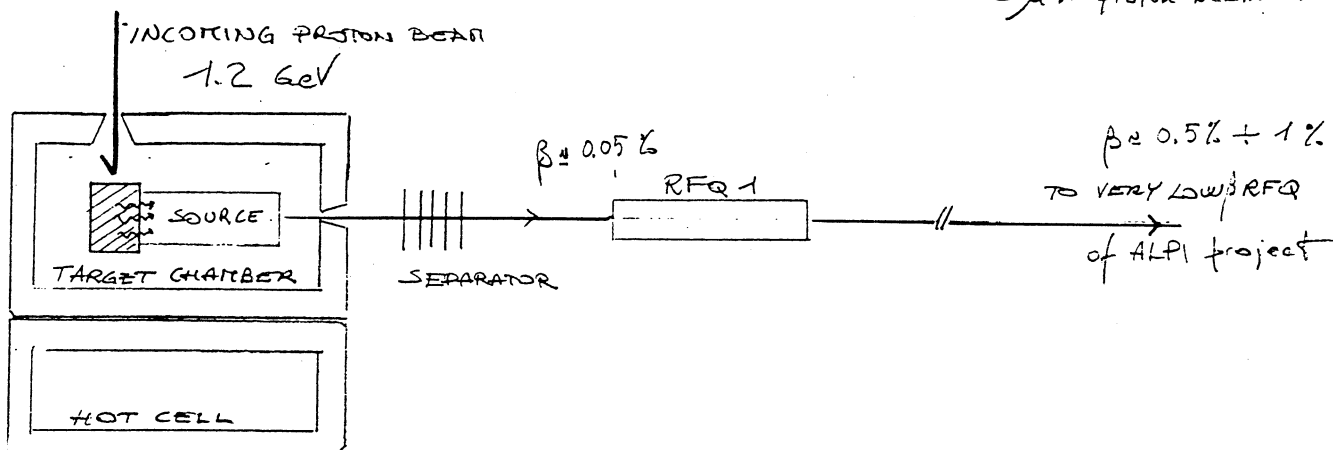 INCOMING PROTON BEAM
1.2 GeV
β ≃ 0.05 %
β ≃ 0.5% ÷ 1 %
RFQ 1
TO VERY LOW β RFQ
SOURCE
of ALPI project
TARGET CHAMBER
SEPARATOR
HOT CELL